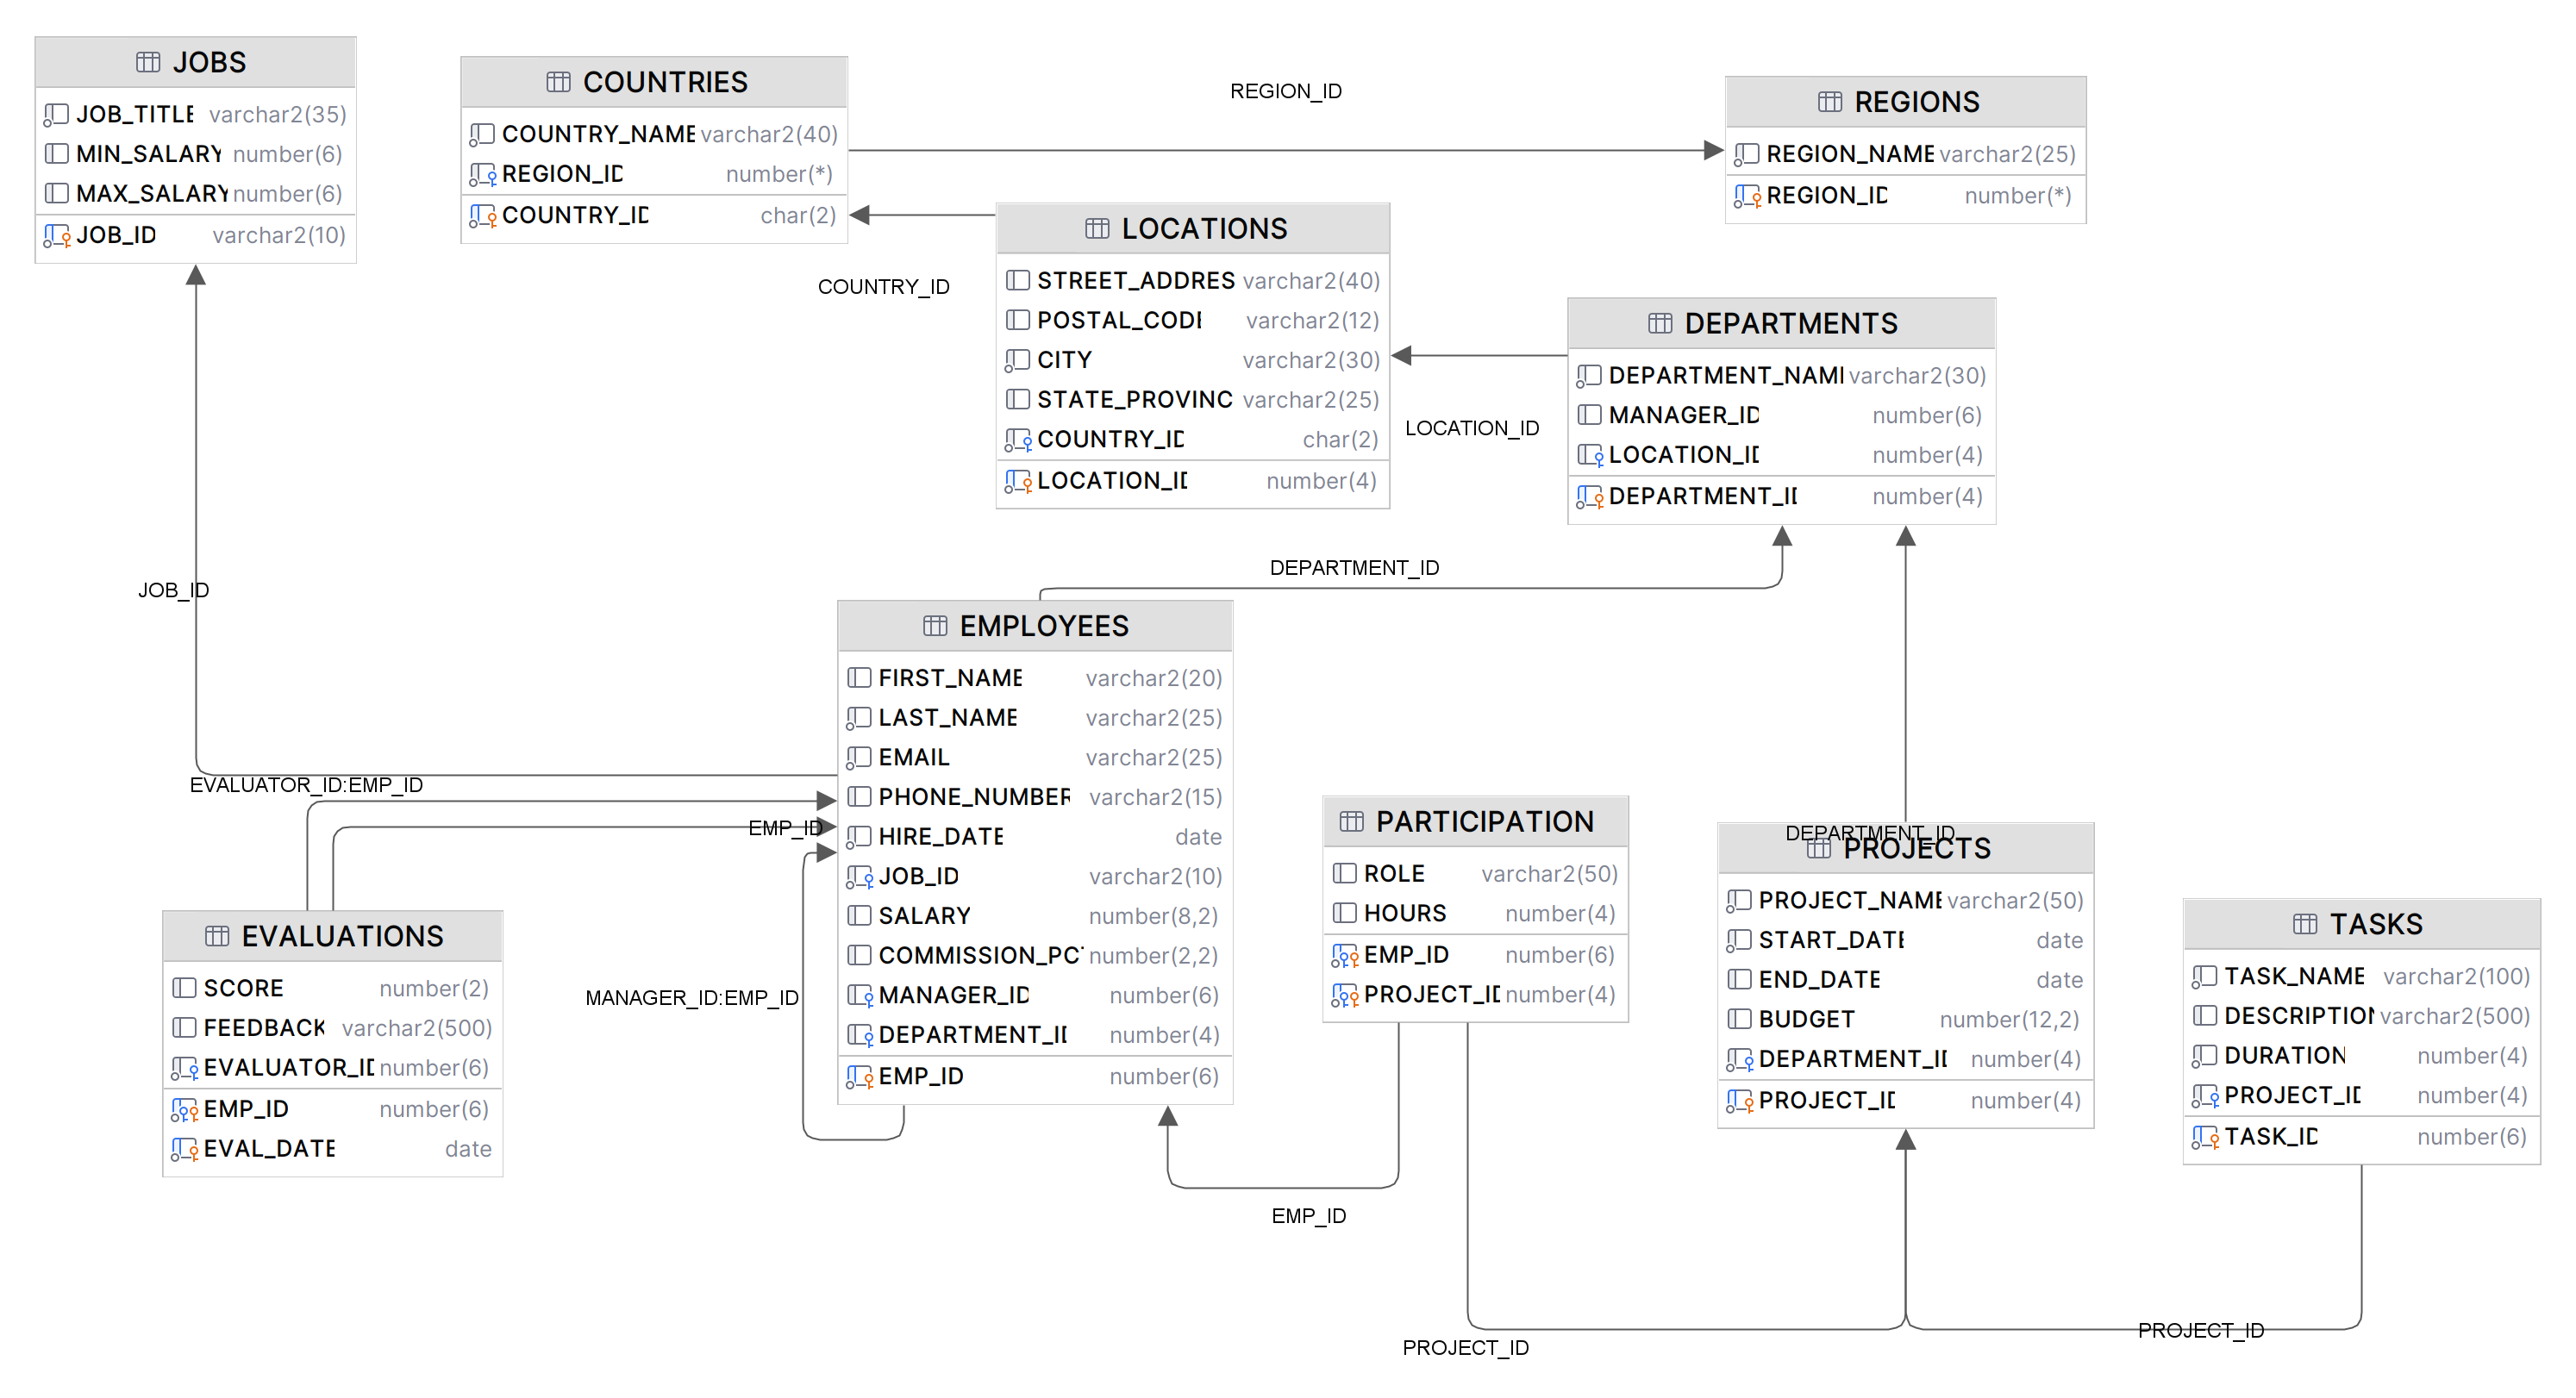 JOBS
JOB_TITLE varchar2(35)
MIN_SALARY number(6)
MAX_SALARY number(6)
JOB_ID varchar2(10)
COUNTRIES
COUNTRY_NAME varchar2(40)
REGION_ID number(*)
COUNTRY_ID char(2)
REGION_ID
REGIONS
REGION_NAME varchar2(25)
REGION_ID number(*)
COUNTRY_ID
LOCATIONS
STREET_ADDRES varchar2(40)
POSTAL_CODE varchar2(12)
CITY varchar2(30)
STATE_PROVINC varchar2(25)
COUNTRY_ID char(2)
LOCATION_ID number(4)
LOCATION_ID
DEPARTMENTS
DEPARTMENT_NAME varchar2(30)
MANAGER_ID number(6)
LOCATION_ID number(4)
DEPARTMENT_ID number(4)
DEPARTMENT_ID
JOB_ID
EMPLOYEES
FIRST_NAME varchar2(20)
LAST_NAME varchar2(25)
EMAIL varchar2(25)
PHONE_NUMBER varchar2(15)
HIRE_DATE date
JOB_ID varchar2(10)
SALARY number(8,2)
COMMISSION_PCT number(2,2)
MANAGER_ID number(6)
DEPARTMENT_ID number(4)
EMP_ID number(6)
EVALUATOR_ID:EMP_ID
EMP_ID
MANAGER_ID:EMP_ID
EVALUATIONS
SCORE number(2)
FEEDBACK varchar2(500)
EVALUATOR_ID number(6)
EMP_ID number(6)
EVAL_DATE date
PARTICIPATION
ROLE varchar2(50)
HOURS number(4)
EMP_ID number(6)
PROJECT_ID number(4)
DEPARTMENT_ID
PROJECTS
PROJECT_NAME varchar2(50)
START_DATE date
END_DATE date
BUDGET number(12,2)
DEPARTMENT_ID number(4)
PROJECT_ID number(4)
TASKS
TASK_NAME varchar2(100)
DESCRIPTION varchar2(500)
DURATION number(4)
PROJECT_ID number(4)
TASK_ID number(6)
EMP_ID
PROJECT_ID
PROJECT_ID